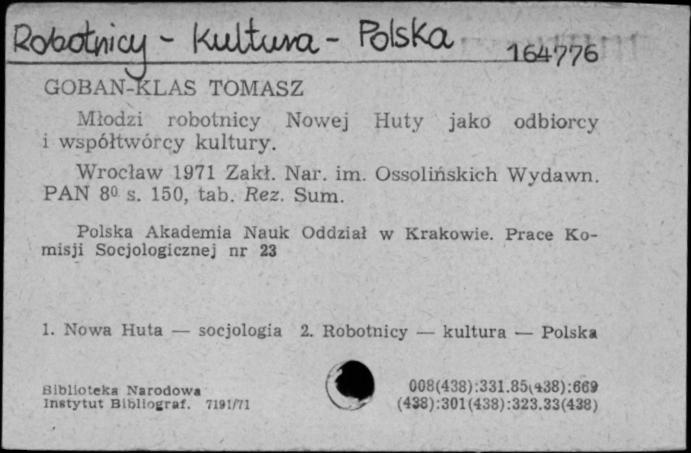 Robotnicy - Kultura - Polska
164776
GOBAN-KLAS TOMASZ
Młodzi robotnicy Nowej Huty jako odbiorcy
i współtwórcy kultury.
Wrocław 1971 Zakł. Nar. im. Ossolińskich Wydawn.
PAN 8⁰ s. 150, tab. Rez. Sum.
Polska Akademia Nauk Oddział w Krakowie. Prace Ko-
misji Socjologicznej nr 23
1. Nowa Huta — socjologia 2. Robotnicy — kultura — Polska
Biblioteka Narodowa
Instytut Bibliograf. 7191/71
008(438):331.85(438):669
(438):301(438):323.33(438)